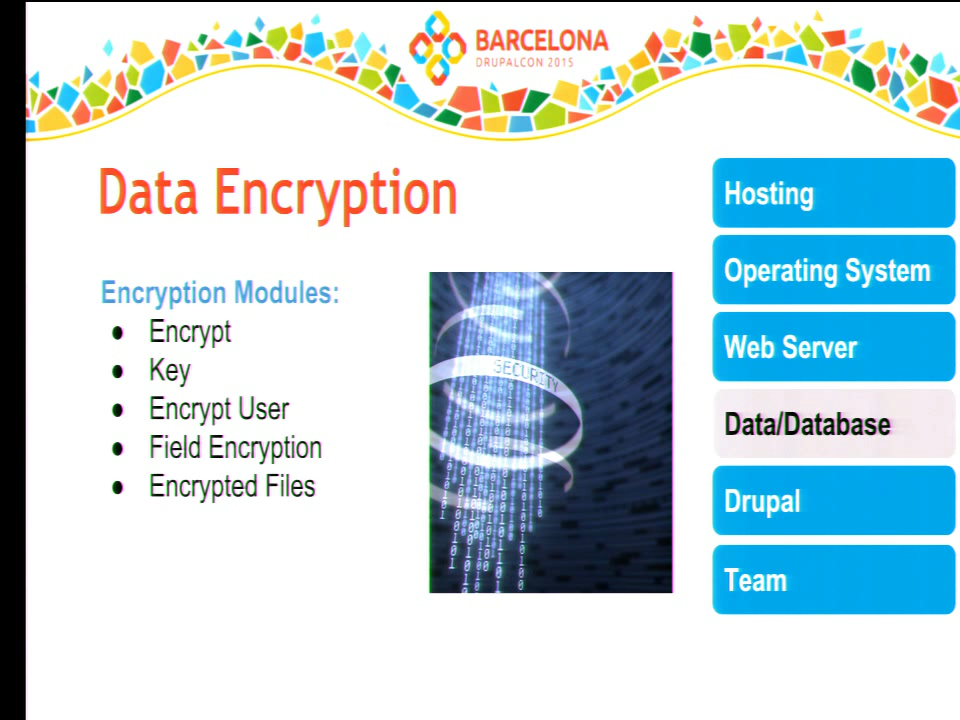 BARCELONA
DRUPALCON 2015
Data Encryption
Encryption Modules:
● Encrypt
● Key
● Encrypt User
● Field Encryption
● Encrypted Files
SECURITY
Hosting
Operating System
Web Server
Data/Database
Drupal
Team